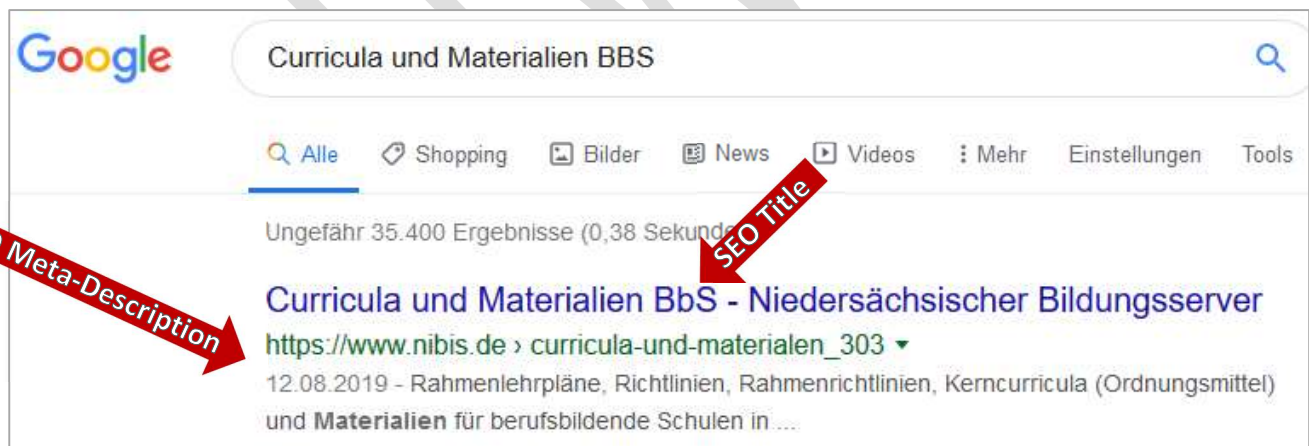 Google
Curricula und Materialien BBS
Alle Shopping Bilder News Videos Mehr Einstellungen Tools
Ungefähr 35.400 Ergebnisse (0,38
SEO Title
Meta-Description
Curricula und Materialien BbS - Niedersächsischer Bildungsserver
https://www.nibis.de › curricula-und-materialen_303
12.08.2019 - Rahmenlehrpläne, Richtlinien, Rahmenrichtlinien, Kerncurricula (Ordnungsmittel)
und Materialien für berufsbildende Schulen in ...